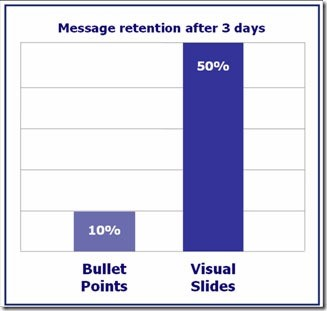 Message retention after 3 days
50%
10%
Bullet
Points
Visual
Slides